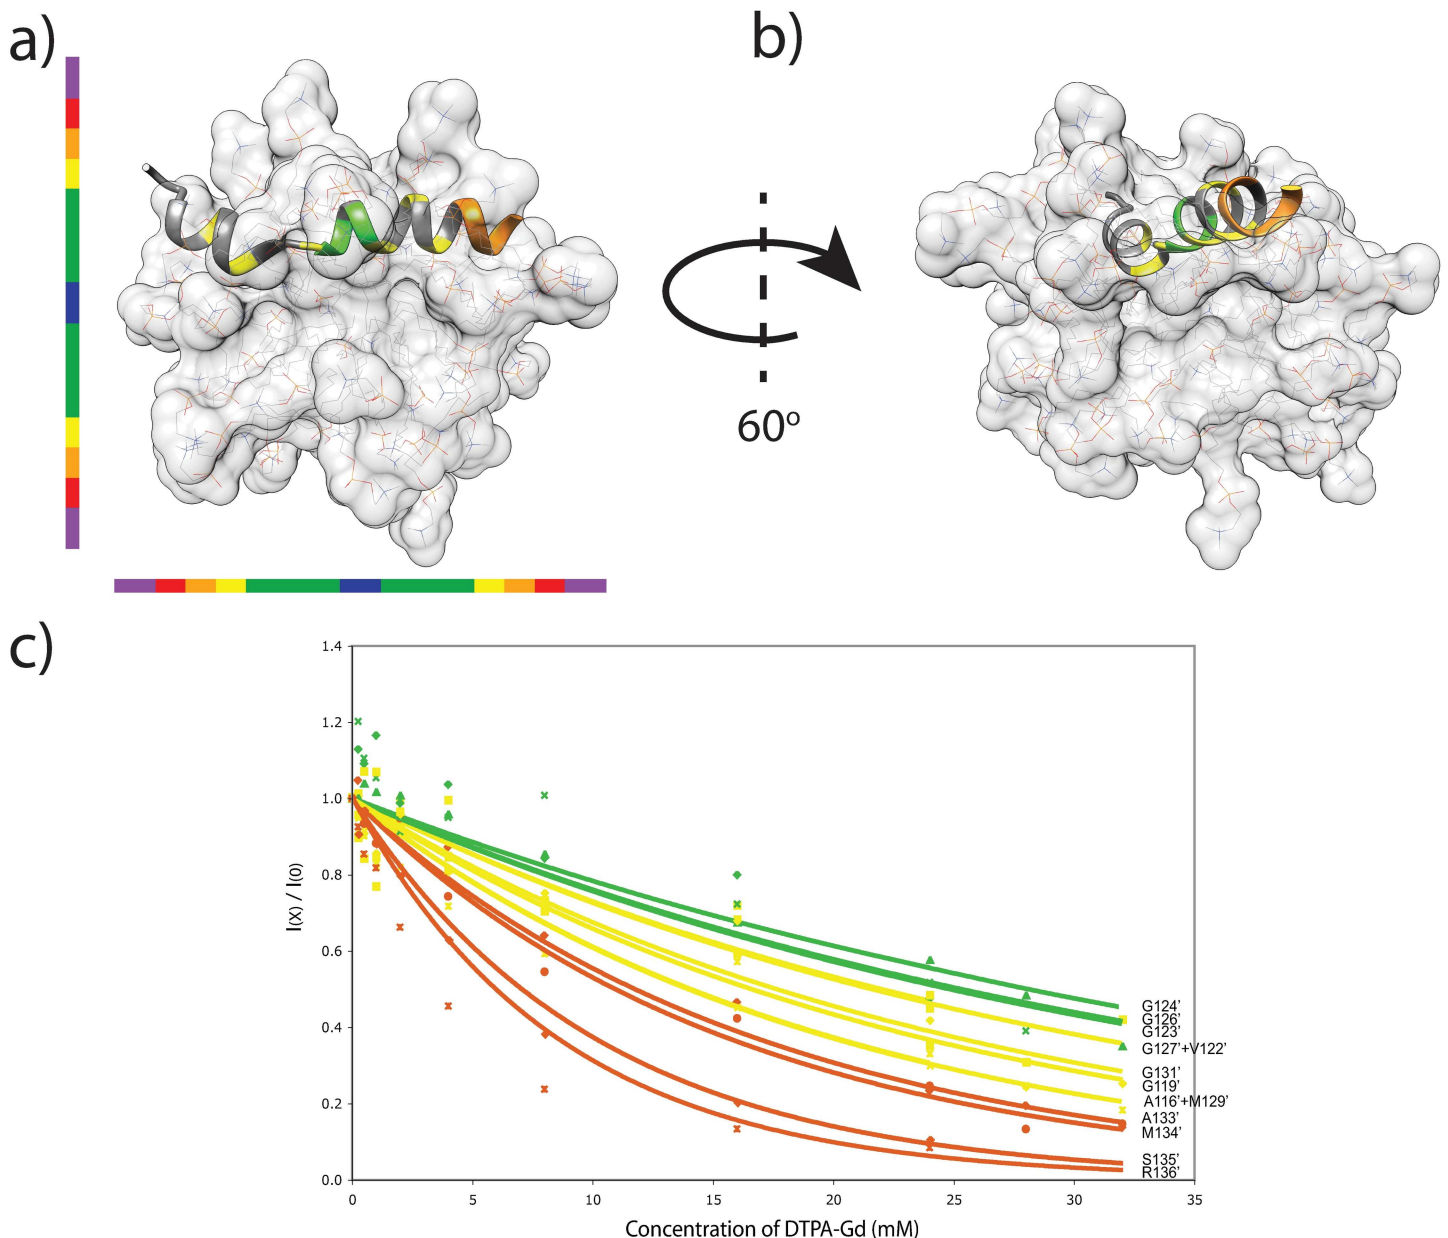 a)
b)
60º
c)
1.4
1.2
1.0
0.8
0.6
0.4
0.2
0.0
I(X) / I(0)
0 5 10 15 20 25 30 35
Concentration of DTPA-Gd (mM)
G124’
G126’
G123’
G127’+V122’
G131’
G119’
A116’+M129’
A133’
M134’
S135’
R136’